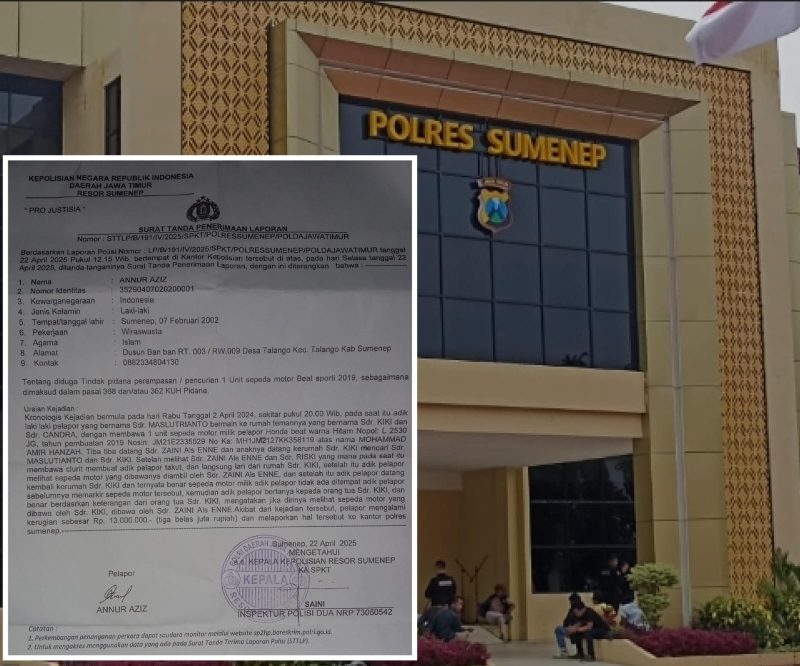 POLRES SUMENEP
KEPOLISIAN NEGARA REPUBLIK INDONESIA
DAERAH JAWA TIMUR
RESOR SUMENEP
" PRO JUSTISIA "
SURAT TANDA PENERIMAAN LAPORAN
Nomor : STTLP/B/191/IV/2025/SPKT/POLRESSUMENEP/POLDAJAWATIMUR
Berdasarkan Laporan Polisi Nomor : LP/B/191/IV/2025/SPKT/POLRESSUMENEP/POLDAJAWATIMUR tanggal
22 April 2025 Pukul 12.15 Wib, bertempat di Kantor Kepolisian tersebut di atas, pada hari Selasa tanggal 22
April 2025, ditanda tanganinya Surat Tanda Penerimaan Laporan, dengan ini diterangkan bahwa :
1. Nama : ANNUR AZIZ
2. Nomor Identitas : 35290407020200001
3. Kewarganegaraan : Indonesia
4. Jenis Kelamin : Laki-laki
5. Tempat/tanggal lahir : Sumenep, 07 Februari 2002
6. Pekerjaan : Wiraswasta
7. Agama : Islam
8. Alamat : Dusun Ban ban RT. 003 / RW.009 Desa Talango Kec. Talango Kab Sumenep
9. Kontak : 0882334804130
Tentang diduga Tindak pidana perampasan / pencurian 1 Unit sepeda motor Beat sporti 2019, sebagaimana
dimaksud dalam pasal 368 dan/atau 362 KUH Pidana.
Uraian Kejadian :
Kronologis Kejadian bermula pada hari Rabu Tanggal 2 April 2024, sekitar pukul 20.00 Wib, pada saat itu adik
laki laki pelapor yang bernama Sdr. MASLUTRIANTO bermain ke rumah temannya yang bernama Sdr. KIKI dan
Sdr. CANDRA, dengan membawa 1 unit sepeda motor milik pelapor Honda beat warna Hitam Nopol: L 2530
JG, tahun pembuatan 2019 Nosin: JM21E2335529 No Ka: MH1JM2127KK358119 atas nama MOHAMMAD
AMIR HANZAH. Tiba tiba datang Sdr. ZAINI Als ENNE dan anaknya datang kerumah Sdr. KIKI mencari Sdr.
MASLUTIANTO dan Sdr. KIKI. Setelah melihat Sdr. ZAINI Als ENNE dan Sdr. RISKI yang mana pada saat itu
membawa clurit membuat adik pelapor takut, dan langsung lari dari rumah Sdr. KIKI, setelah itu adik pelapor
melihat sepeda motor yang dibawanya diambil oleh Sdr. ZAINI Als ENNE, dan setelah itu adik pelapor datang
kembali kerumah Sdr. KIKI dan ternyata benar sepeda motor milik adik pelapor tidak ada ditempat adik pelapor
sebelumnya memarkir sepeda motor tersebut, kemudian adik pelapor bertanya kepada orang tua Sdr. KIKI, dan
benar berdasrkan keterangan dari orang tua Sdr. KIKI, mengatakan jika dirinya melihat sepeda motor yang
dibawa oleh Sdr. KIKI, dibawa oleh Sdr. ZAINI Als ENNE.Akibat dari kejadian tersebut, pelapor mengalami
kerugian sebesar Rp. 13.000.000.- (tiga belas juta rupiah) dan melaporkan hal tersebut ke kantor polres
sumenep.
Sumenep, 22 April 2025
MENGETAHUI
KEPALA KEPOLISIAN RESOR SUMENEP
KA SPKT
KEPALA
Pelapor
ANNUR AZIZ
SAINI
INSPEKTUR POLISI DUA NRP 73060542
Catatan :
1. Perkembangan penanganan perkara dapat saudara monitor melalui website sp2hp.bareskrim.polri.go.id.
2. Untuk mengakses menggunakan data yang ada pada Surat Tanda Terima Laporan Polisi (STTLP)